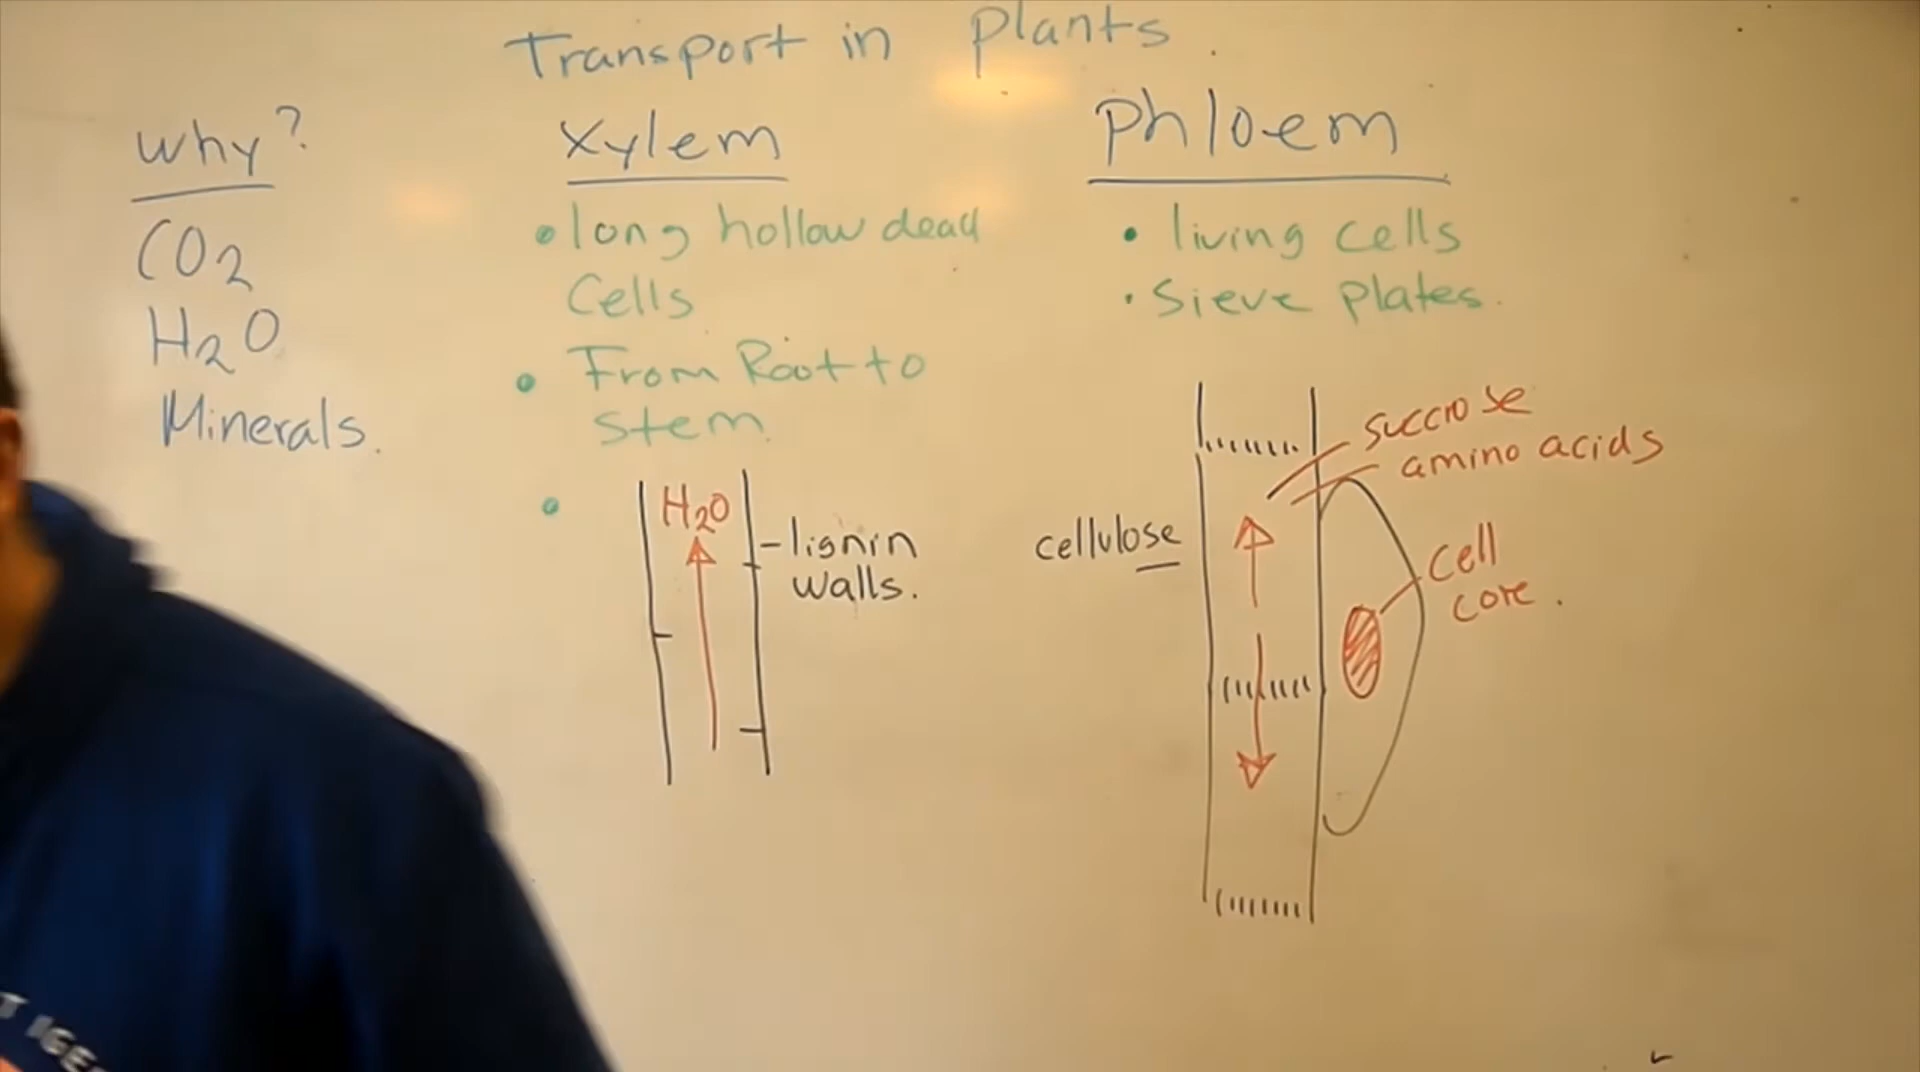 Transport in plants.
Why?
CO2
H2O
Minerals.
Xylem
• long hollow dead
Cells
• From Root to
stem.
•
H2O
- lignin
walls.
Phloem
• living cells
• Sieve plates.
succrose
amino acids
cellulose
cell
core.